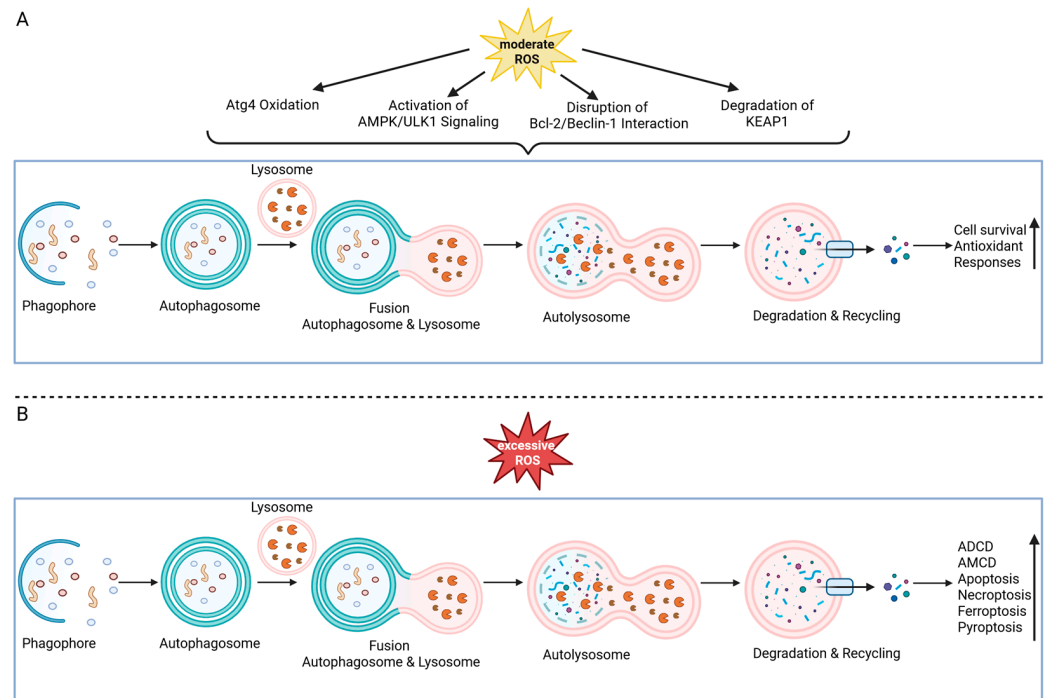 A
moderate
ROS
Atg4 Oxidation
Activation of
AMPK/ULK1 Signaling
Disruption of
Bcl-2/Beclin-1 Interaction
Degradation of
KEAP1
Lysosome
Phagophore
Autophagosome
Fusion
Autophagosome & Lysosome
Autolysosome
Degradation & Recycling
Cell survival
Antioxidant
Responses
B
excessive
ROS
Lysosome
Phagophore
Autophagosome
Fusion
Autophagosome & Lysosome
Autolysosome
Degradation & Recycling
ADCD
AMCD
Apoptosis
Necroptosis
Ferroptosis
Pyroptosis